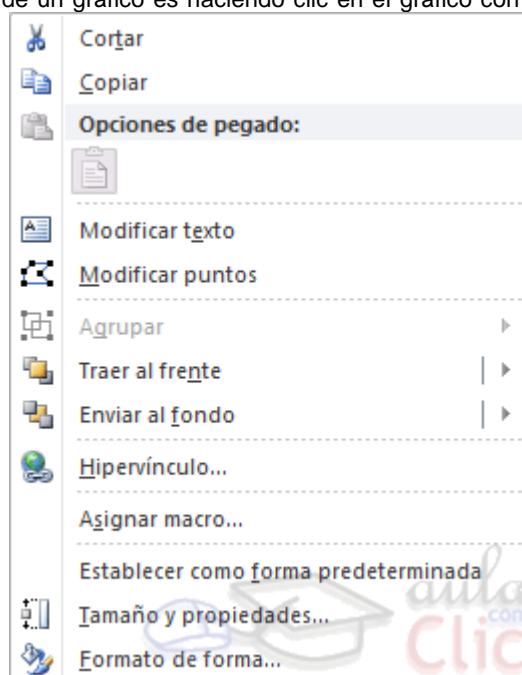 de un gráfico es haciendo clic en el gráfico con
Cortar
Copiar
Opciones de pegado:
Modificar texto
Modificar puntos
Agrupar
Traer al frente
Enviar al fondo
Hipervínculo...
Asignar macro...
Establecer como forma predeterminada
Tamaño y propiedades...
Formato de forma...
aula
Clic
com